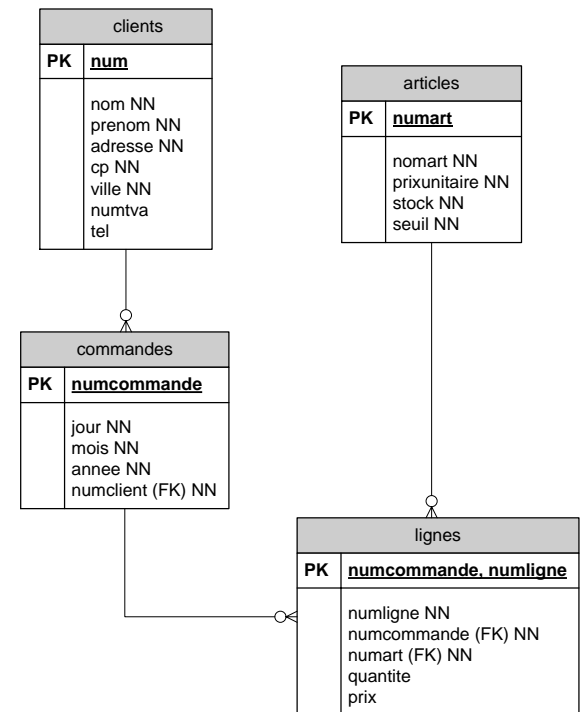 clients
PK num
nom NN
prenom NN
adresse NN
cp NN
ville NN
numtva
tel
articles
PK numart
nomart NN
prixunitaire NN
stock NN
seuil NN
commandes
PK numcommande
jour NN
mois NN
annee NN
numclient (FK) NN
lignes
PK numcommande, numligne
numligne NN
numcommande (FK) NN
numart (FK) NN
quantite
prix